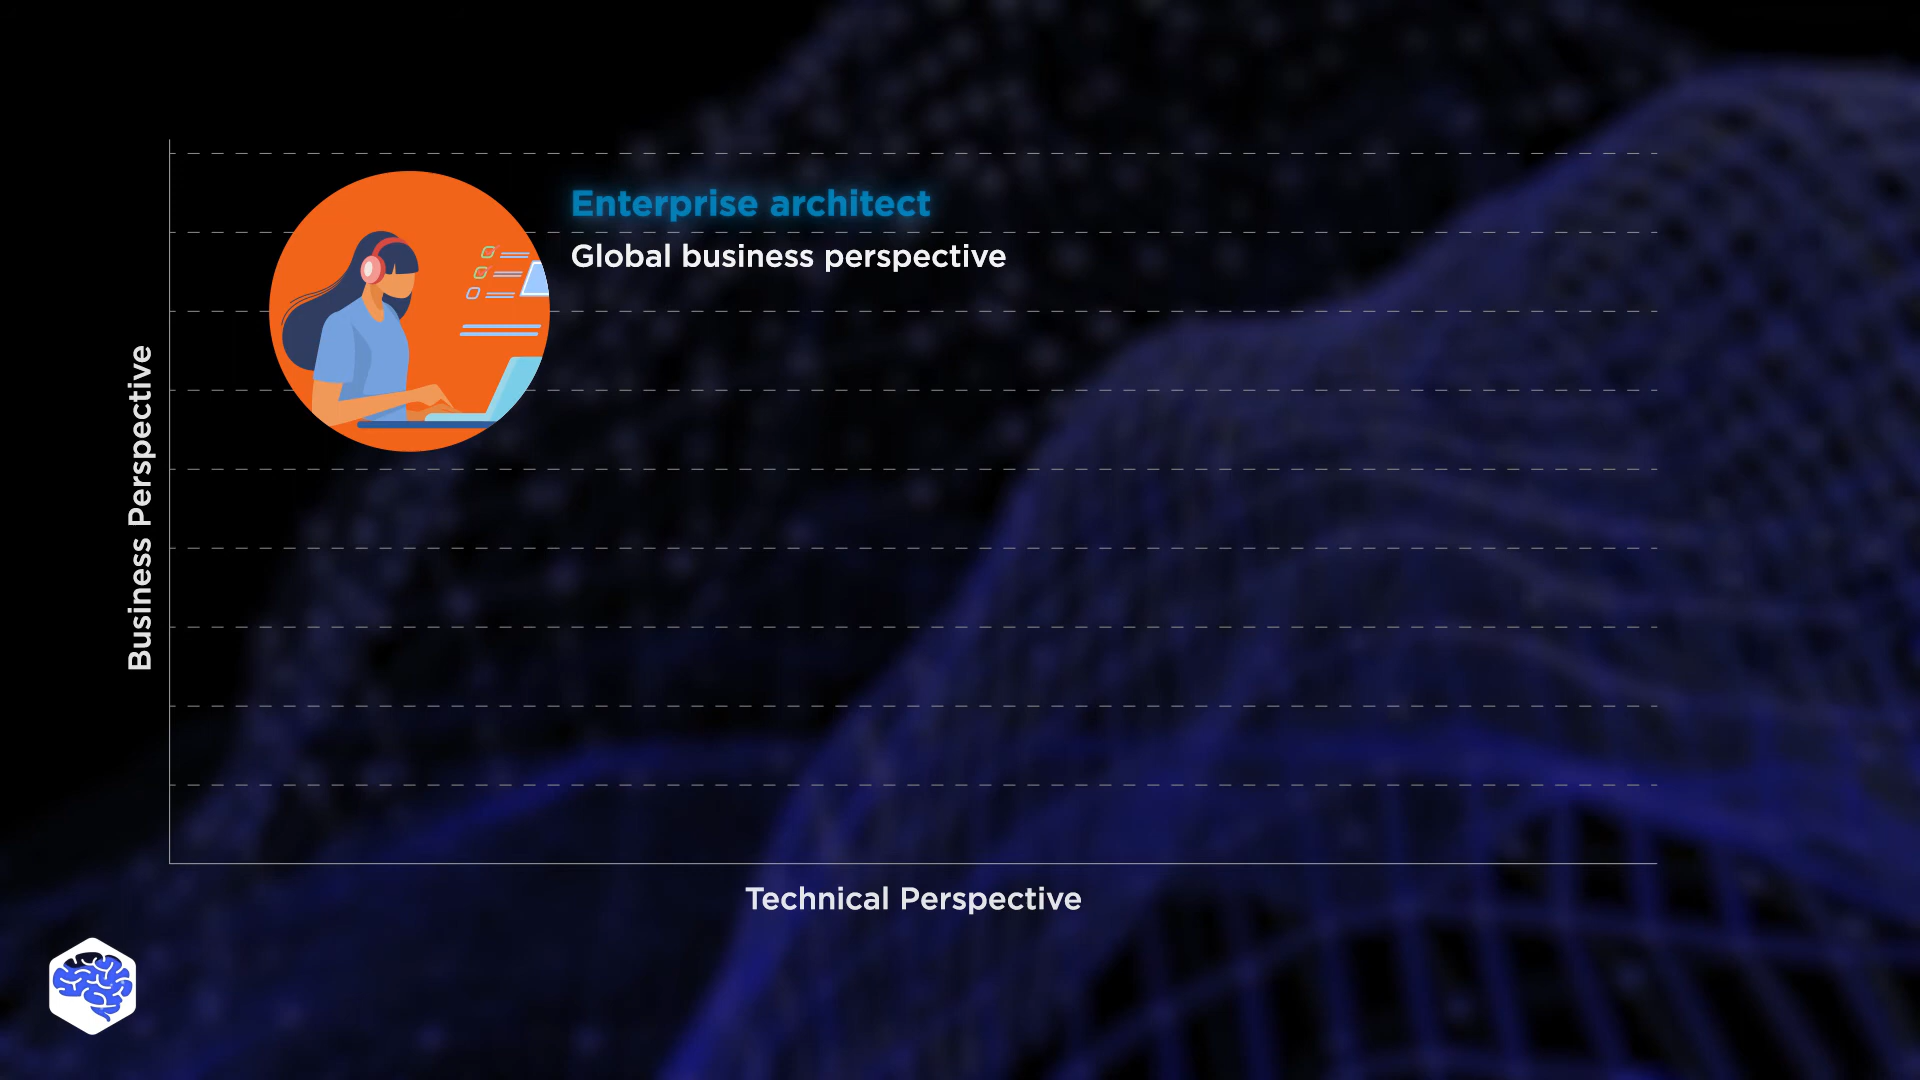 Enterprise architect
Global business perspective
Business Perspective
Technical Perspective